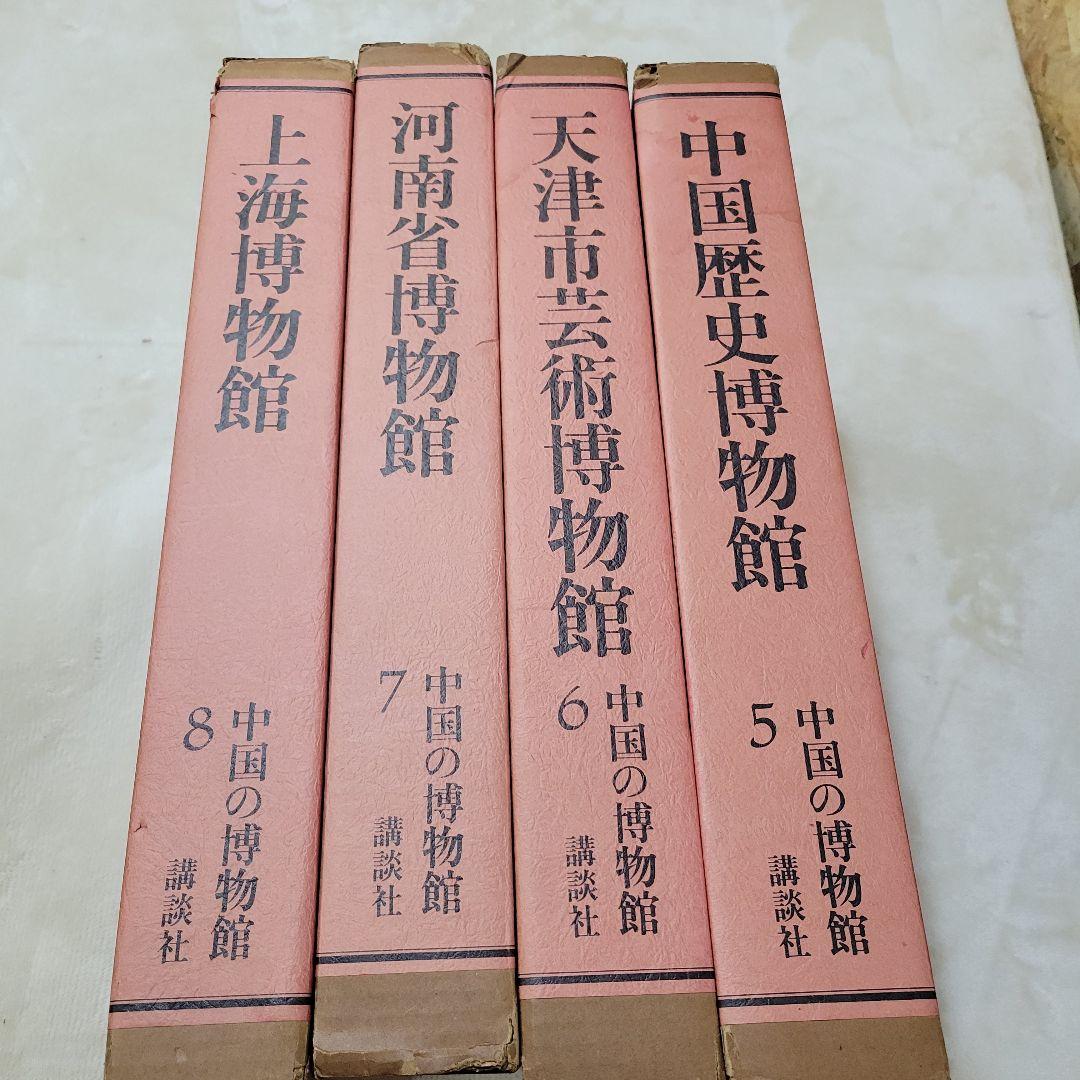 中国歴史博物館
中国の博物館
5
講談社
天津市芸術博物館
中国の博物館
6
講談社
河南省博物館
中国の博物館
7
講談社
上海博物館
中国の博物館
8
講談社